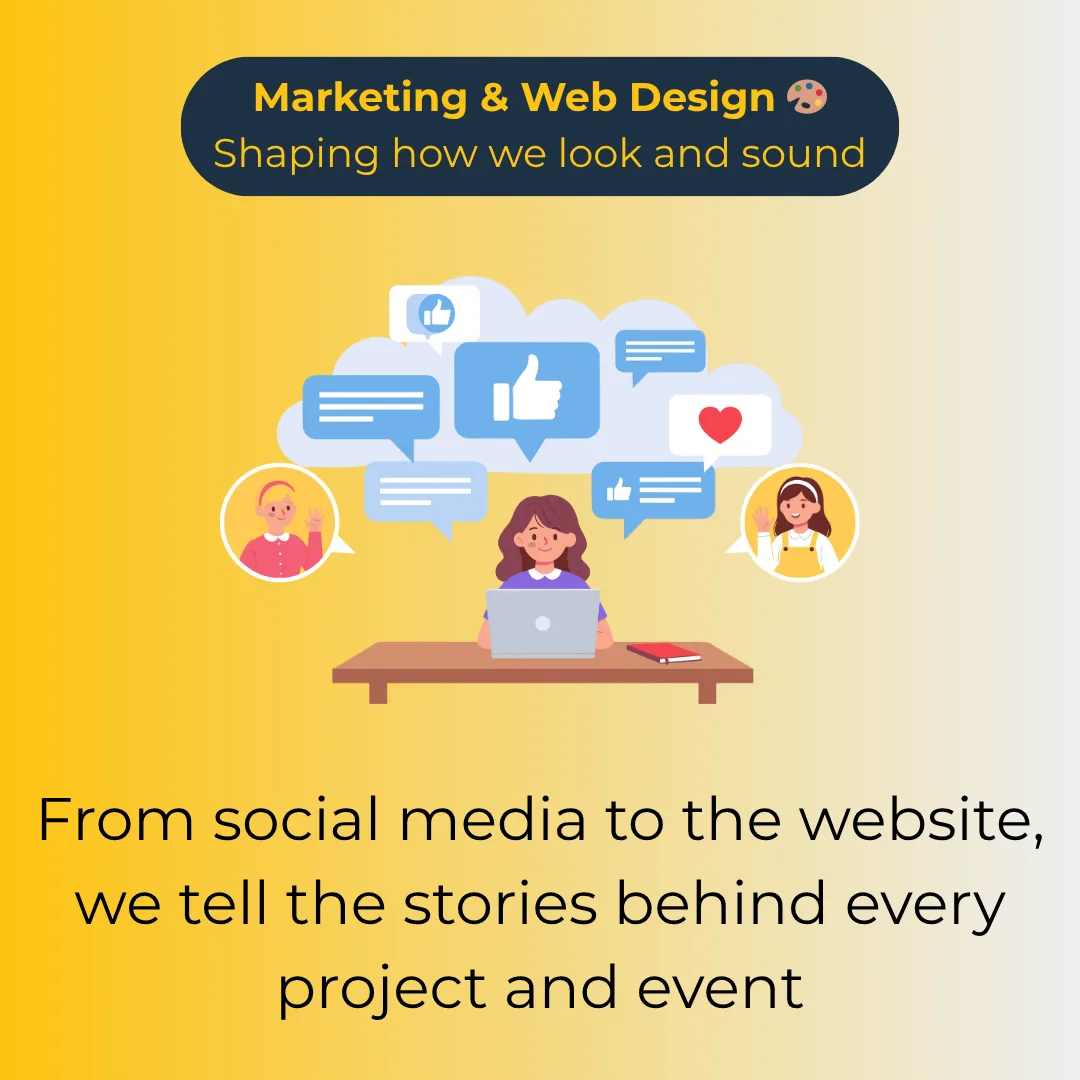 Marketing & Web Design 🎨
Shaping how we look and sound
From social media to the website,
we tell the stories behind every
project and event